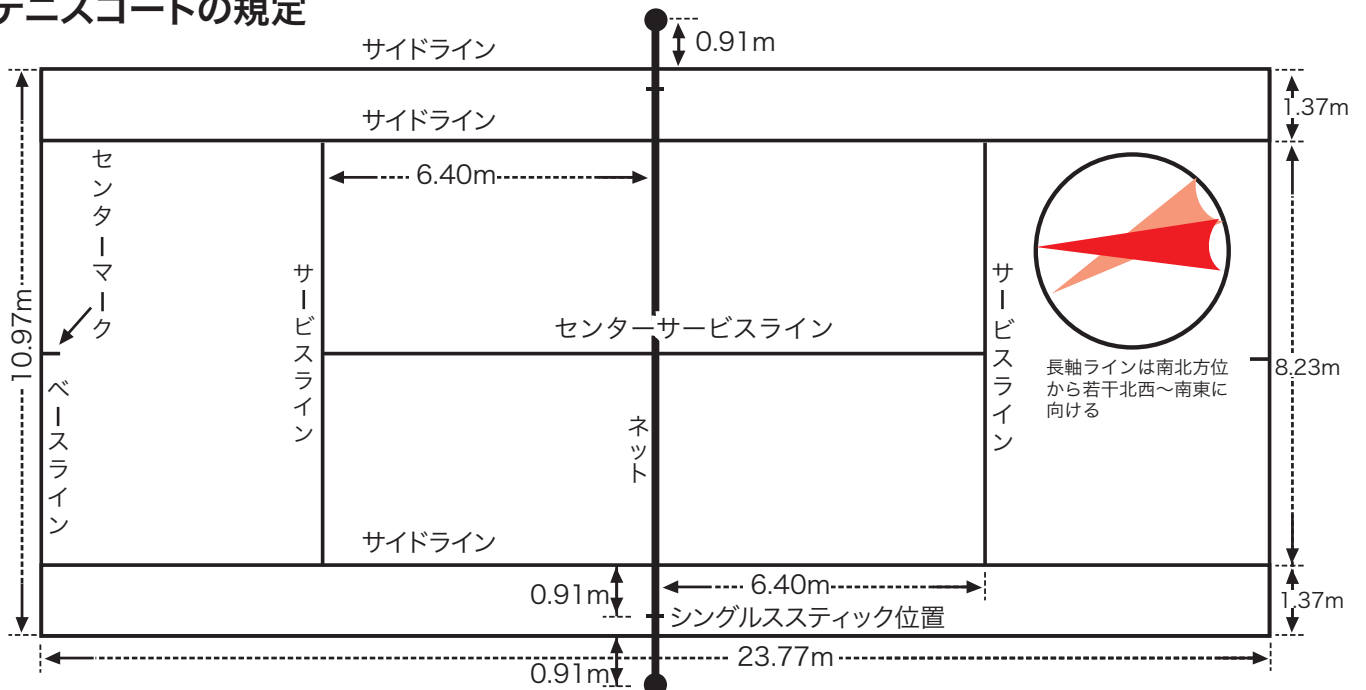 テニスコートの規定
0.91m
サイドライン
1.37m
サイドライン
センターマーク
6.40m
サービスライン
サービスライン
10.97m
センターサービスライン
長軸ラインは南北方位
から若干北西～南東に
向ける
8.23m
ベースライン
ネット
サイドライン
0.91m
6.40m
1.37m
シングルススティック位置
23.77m
0.91m